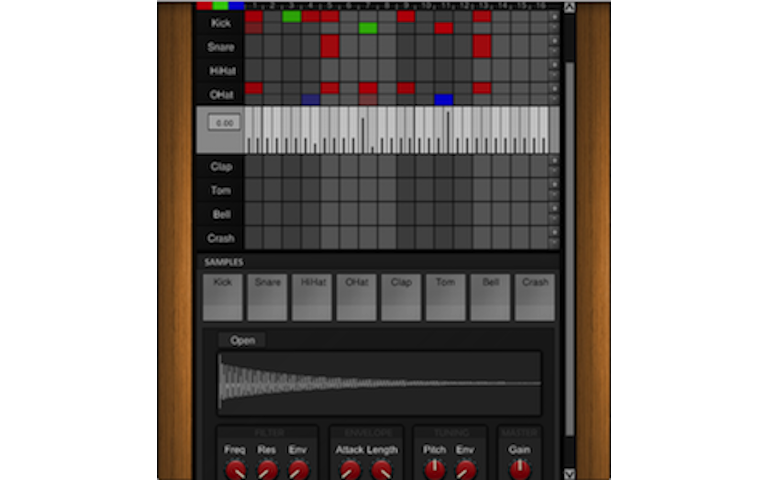 1 2 3 4 5 6 7 8 9 10 11 12 13 14 15 16
Kick
Snare
HiHat
OHat
0.00
Clap
Tom
Bell
Crash
SAMPLES
Kick Snare HiHat OHat Clap Tom Bell Crash
Open
FILTER ENVELOPE TUNING MASTER
Freq Res Env Attack Length Pitch Env Gain